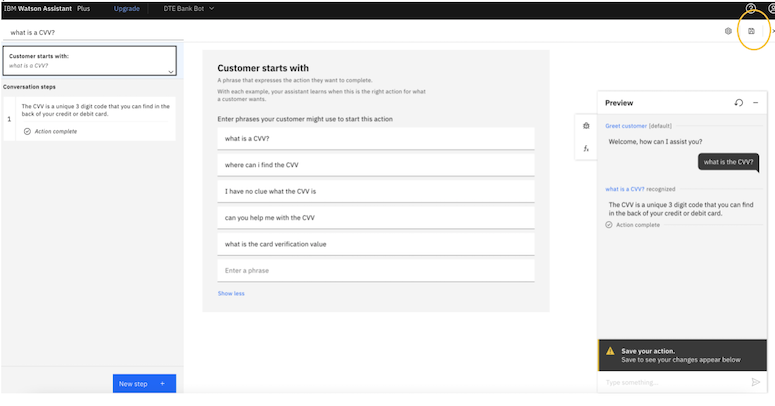 IBM Watson Assistant Plus Upgrade DTE Bank Bot
what is a CVV?
Customer starts with:
what is a CVV?
Conversation steps
1
The CVV is a unique 3 digit code that you can find in the
back of your credit or debit card.
Action complete
New step +
Customer starts with
A phrase that expresses the action they want to complete.
With each example, your assistant learns when this is the right action for what
a customer wants.
Enter phrases your customer might use to start this action
what is a CVV?
where can i find the CVV
I have no clue what the CVV is
can you help me with the CVV
what is the card verification value
Enter a phrase
Show less
Preview
Greet customer [default]
Welcome, how can I assist you?
what is the CVV?
what is a CVV? recognized
The CVV is a unique 3 digit code that you can find
in the back of your credit or debit card.
Action complete
Save your action.
Save to see your changes appear below
Type something...